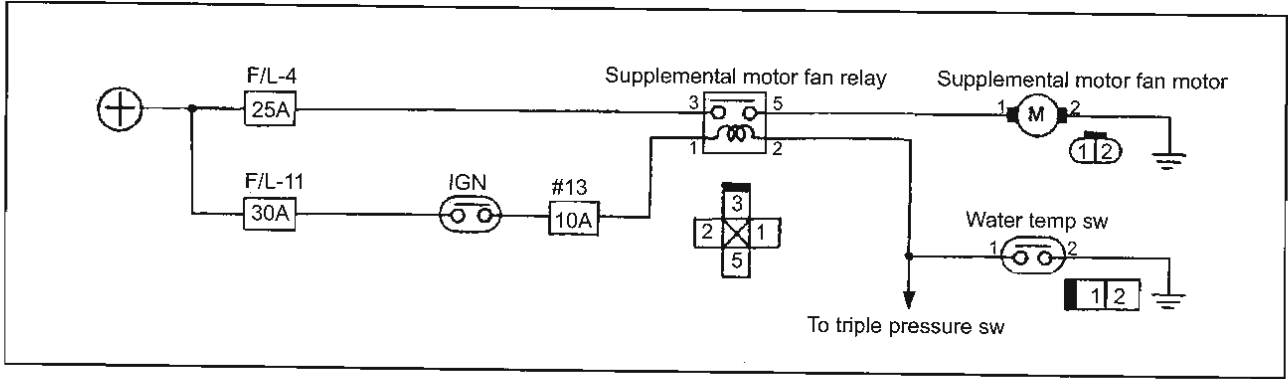 F/L-4
25A
Supplemental motor fan relay
3 5
1 2
Supplemental motor fan motor
1 M 2
1 2
F/L-11
30A
IGN
#13
10A
3
2 1
5
Water temp sw
1 2
1 2
To triple pressure sw